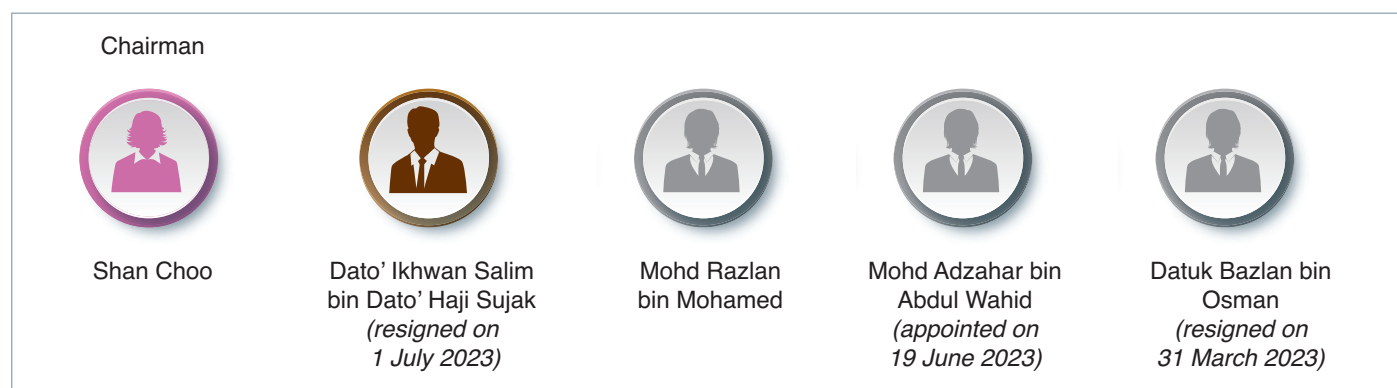 Chairman
Shan Choo
Dato’ Ikhwan Salim
bin Dato’ Haji Sujak
(resigned on
1 July 2023)
Mohd Razlan
bin Mohamed
Mohd Adzahar bin
Abdul Wahid
(appointed on
19 June 2023)
Datuk Bazlan bin
Osman
(resigned on
31 March 2023)